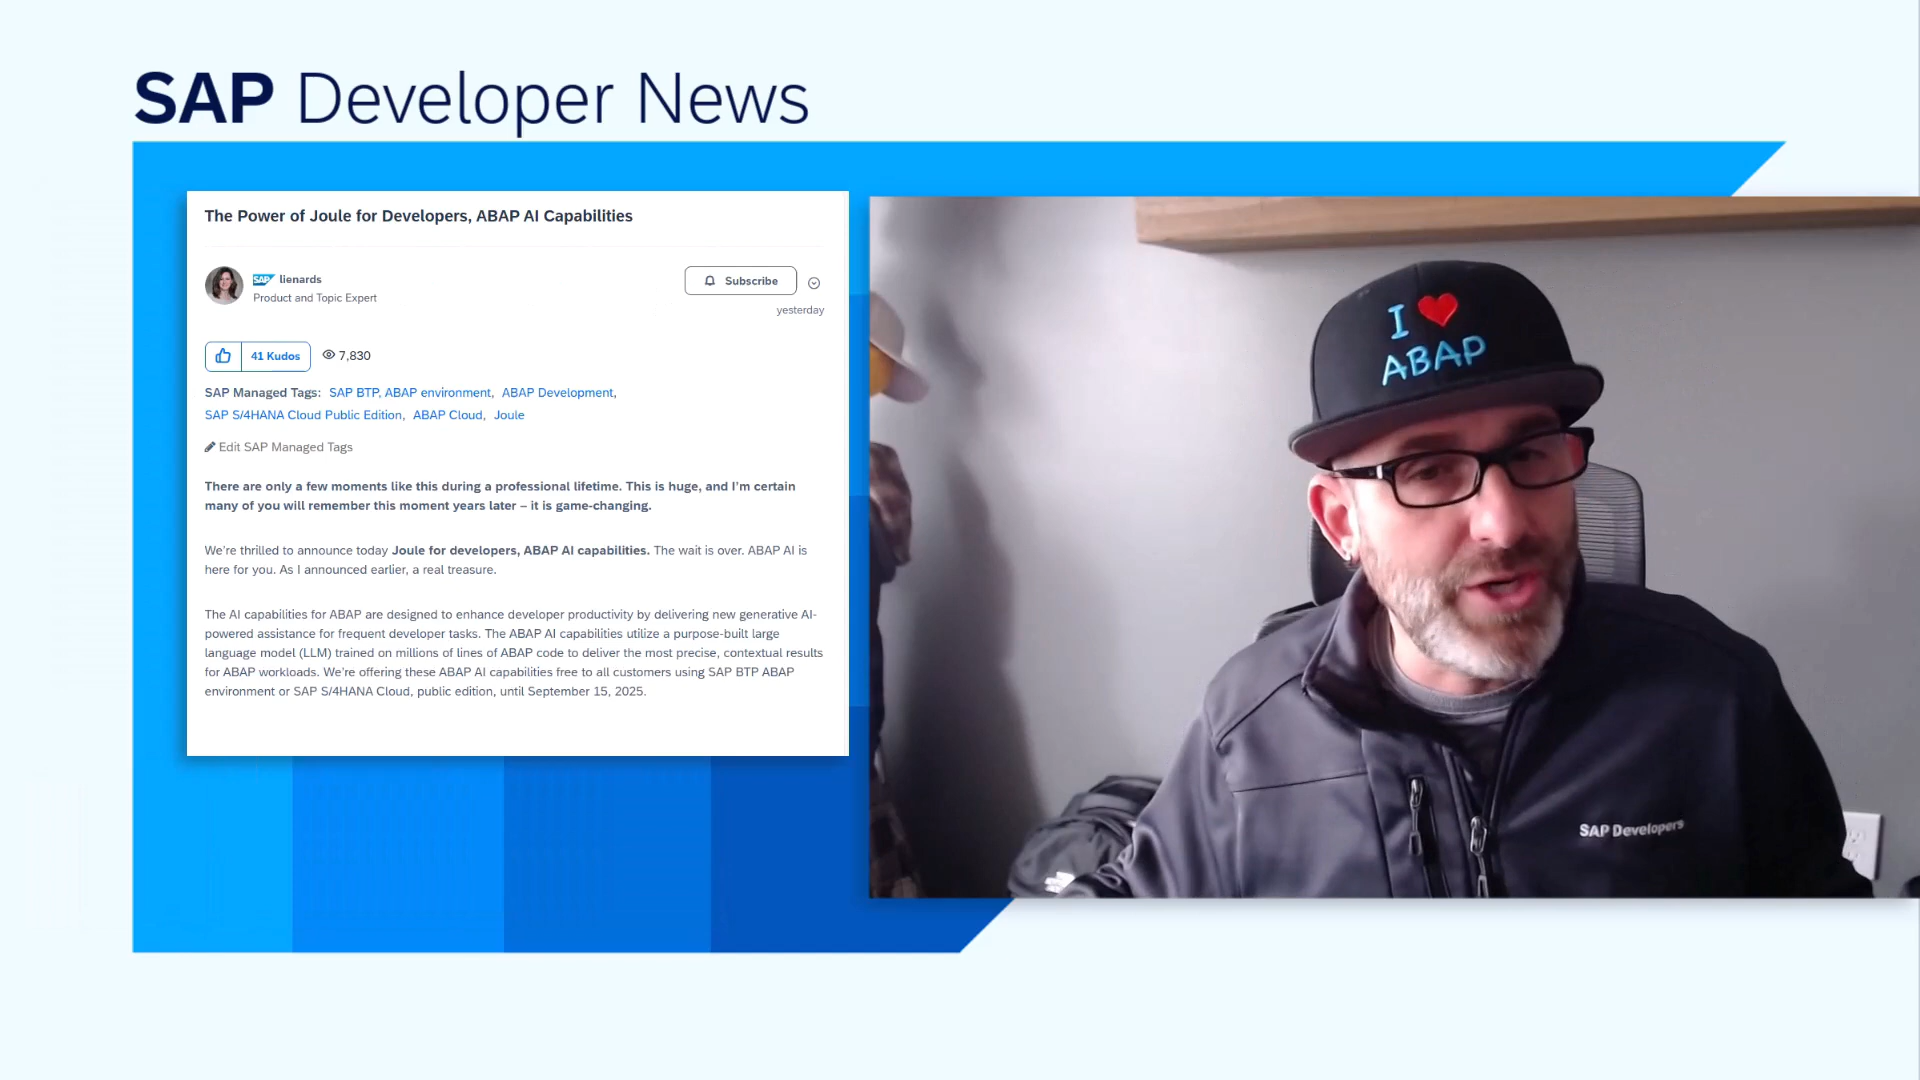 SAP Developer News
The Power of Joule for Developers, ABAP AI Capabilities
SAP lienards
Product and Topic Expert
Subscribe
yesterday
41 Kudos 7,830
SAP Managed Tags: SAP BTP, ABAP environment, ABAP Development,
SAP S/4HANA Cloud Public Edition, ABAP Cloud, Joule
Edit SAP Managed Tags
There are only a few moments like this during a professional lifetime. This is huge, and I'm certain
many of you will remember this moment years later – it is game-changing.
We're thrilled to announce today Joule for developers, ABAP AI capabilities. The wait is over. ABAP AI is
here for you. As I announced earlier, a real treasure.
The AI capabilities for ABAP are designed to enhance developer productivity by delivering new generative AI-
powered assistance for frequent developer tasks. The ABAP AI capabilities utilize a purpose-built large
language model (LLM) trained on millions of lines of ABAP code to deliver the most precise, contextual results
for ABAP workloads. We're offering these ABAP AI capabilities free to all customers using SAP BTP ABAP
environment or SAP S/4HANA Cloud, public edition, until September 15, 2025.
I ❤
ABAP
SAP Developers